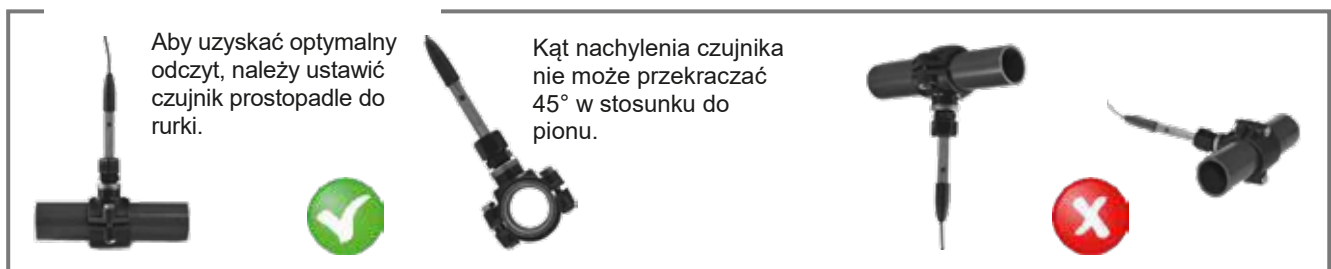 Aby uzyskać optymalny
odczyt, należy ustawić
czujnik prostopadle do
rurki.
Kąt nachylenia czujnika
nie może przekraczać
45° w stosunku do
pionu.